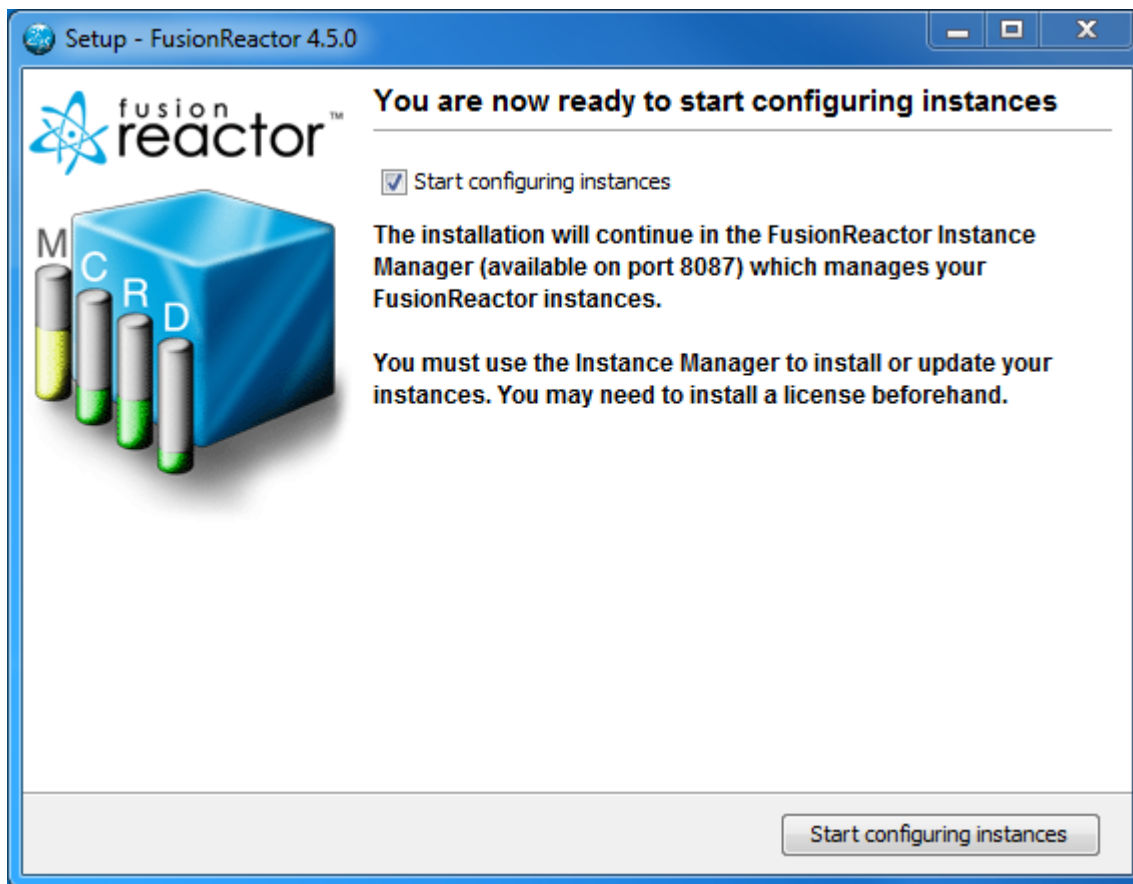 Setup - FusionReactor 4.5.0
fusion
reactor™
You are now ready to start configuring instances
Start configuring instances
The installation will continue in the FusionReactor Instance
Manager (available on port 8087) which manages your
FusionReactor instances.
You must use the Instance Manager to install or update your
instances. You may need to install a license beforehand.
M
C
R
D
Start configuring instances